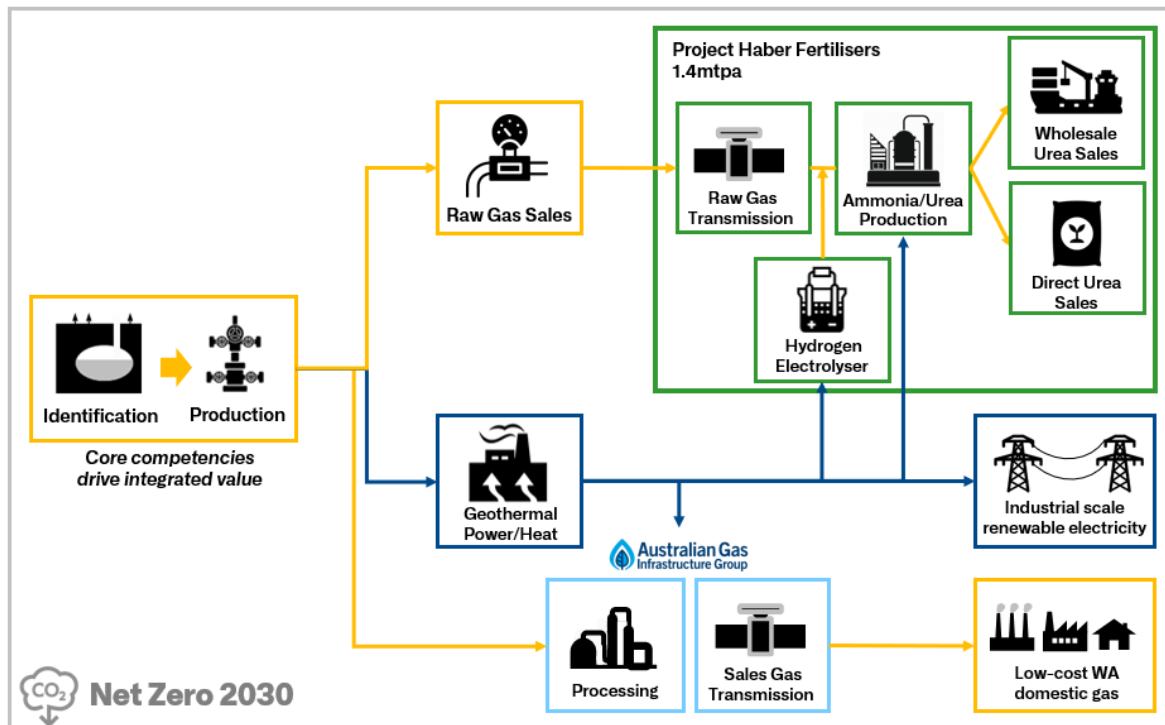 Project Haber Fertilisers
1.4mtpa
Wholesale
Urea Sales
Raw Gas Sales
Raw Gas
Transmission
Ammonia/Urea
Production
Direct Urea
Sales
Hydrogen
Electrolyser
Identification
Production
Core competencies
drive integrated value
Geothermal
Power/Heat
Industrial scale
renewable electricity
Australian Gas
Infrastructure Group
Processing
Sales Gas
Transmission
Low-cost WA
domestic gas
CO₂
Net Zero 2030